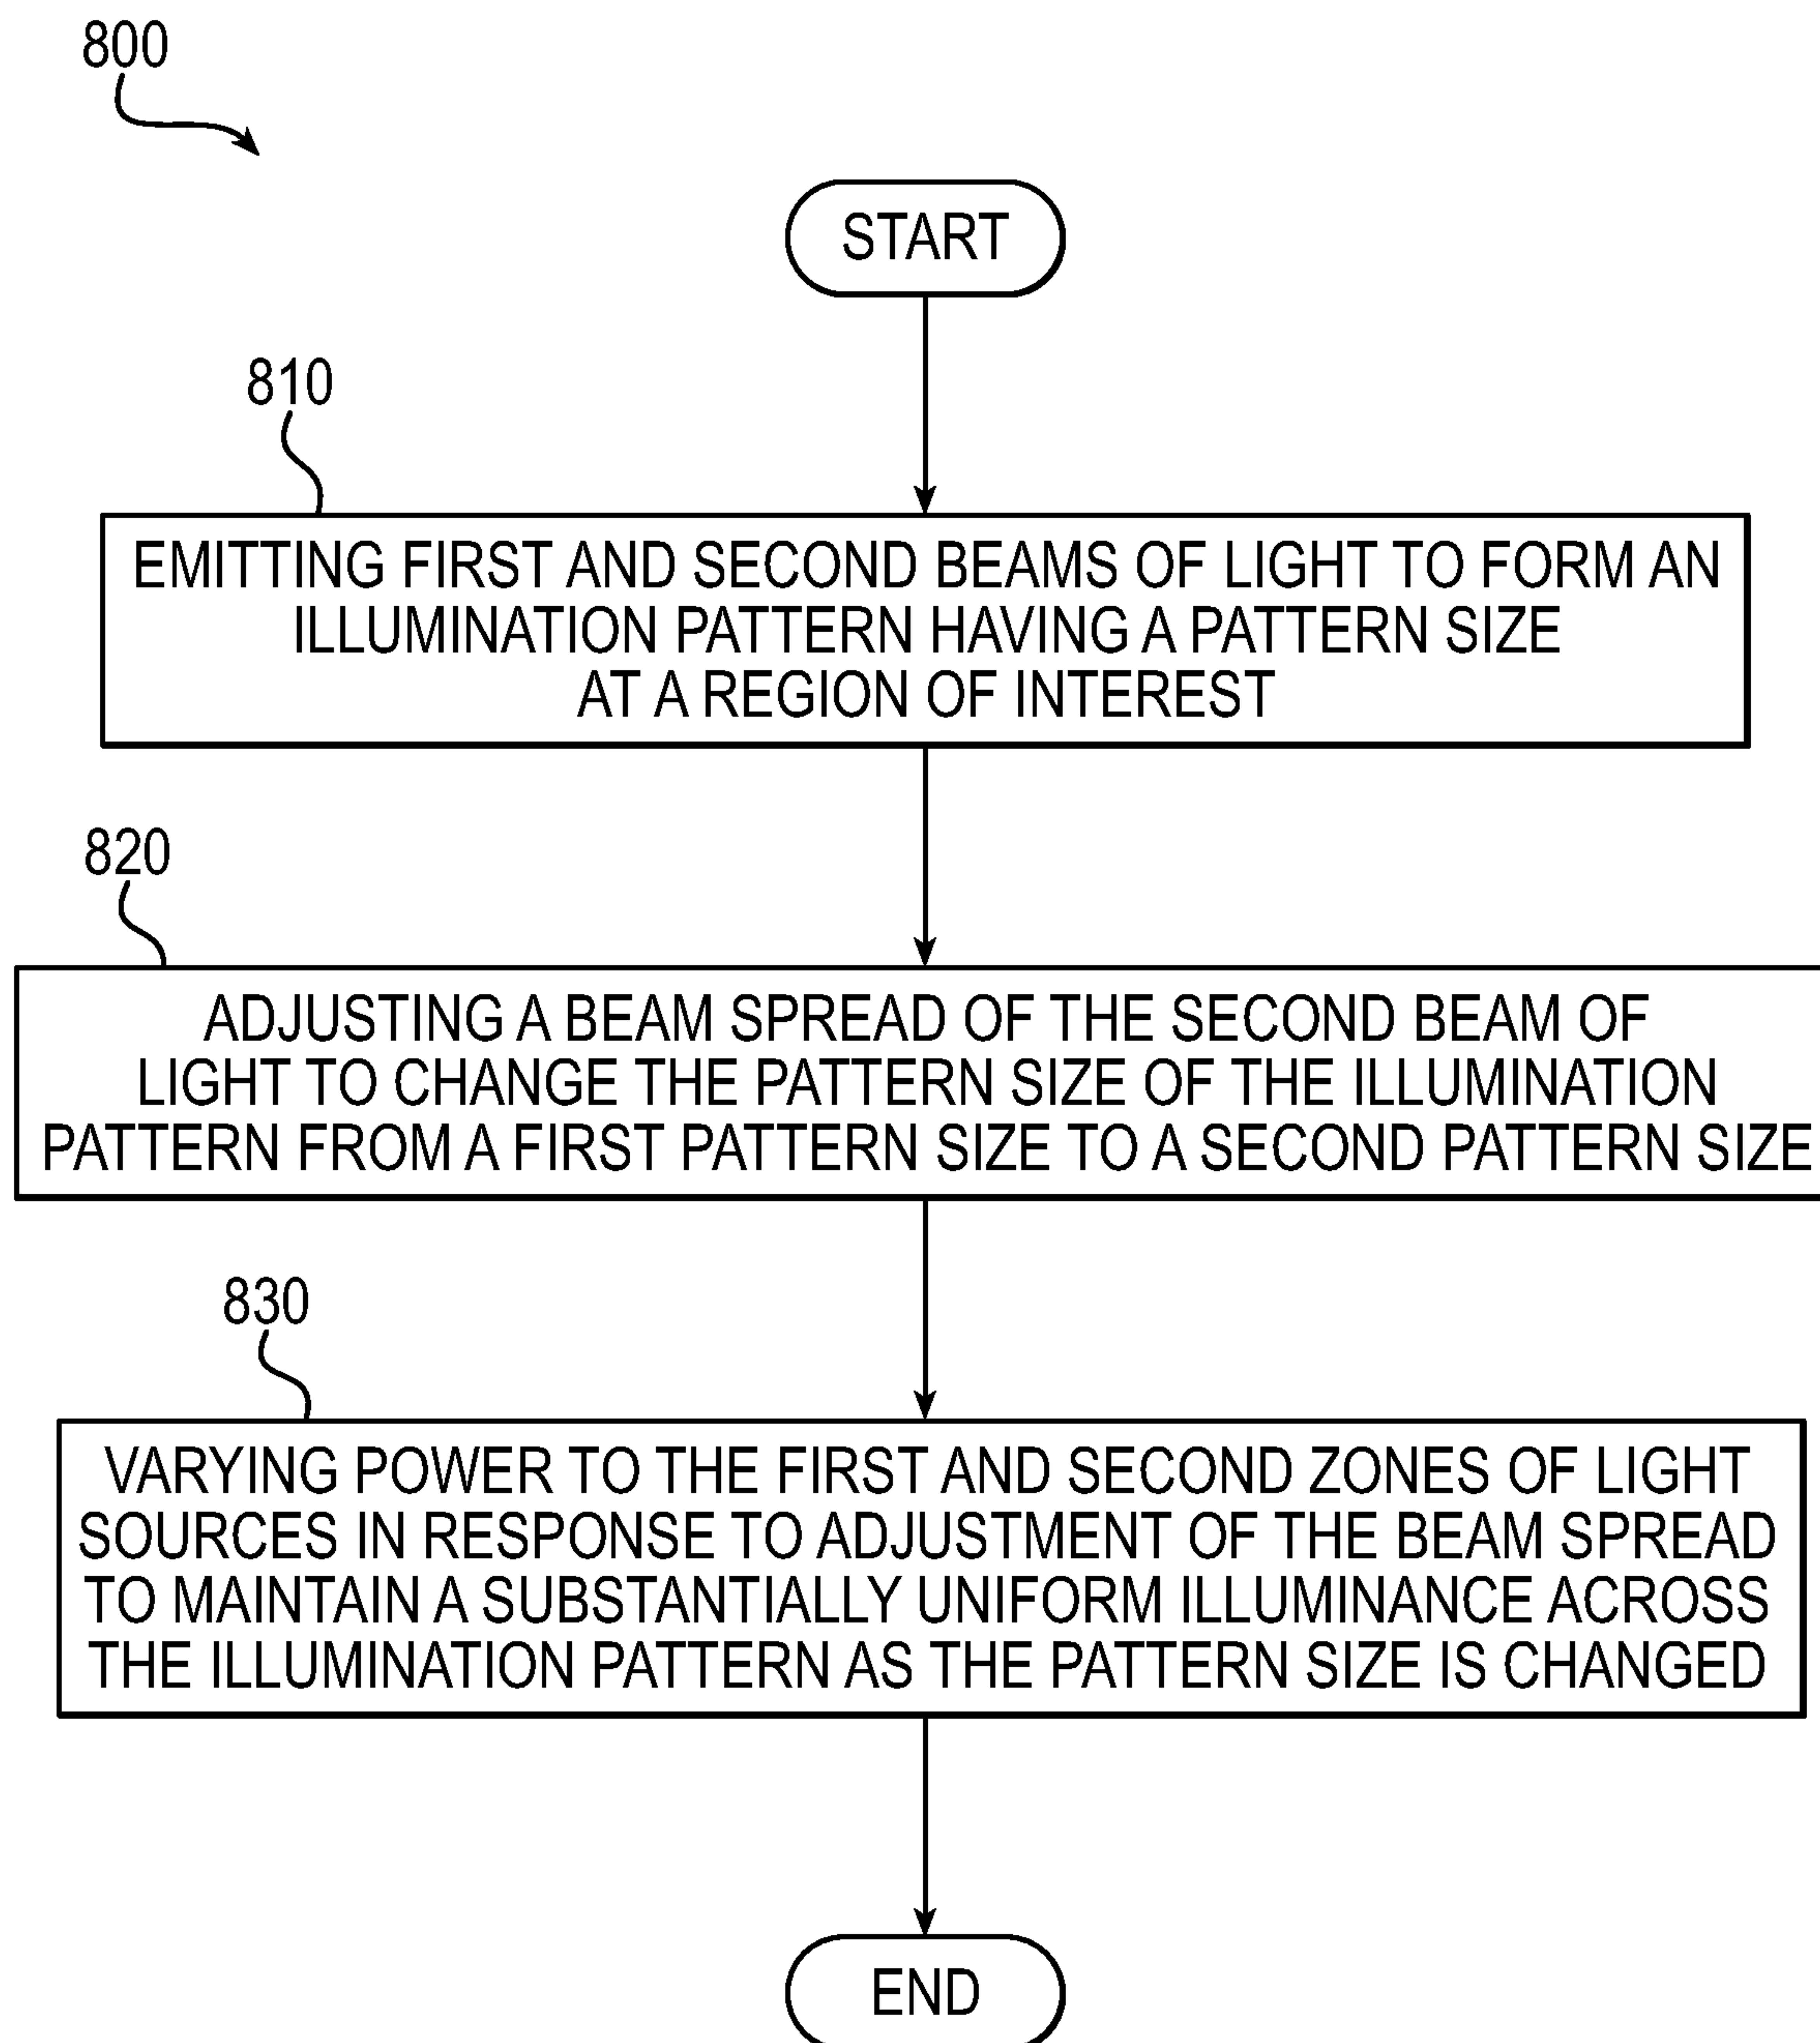 800
START
810
EMITTING FIRST AND SECOND BEAMS OF LIGHT TO FORM AN
ILLUMINATION PATTERN HAVING A PATTERN SIZE
AT A REGION OF INTEREST
820
ADJUSTING A BEAM SPREAD OF THE SECOND BEAM OF
LIGHT TO CHANGE THE PATTERN SIZE OF THE ILLUMINATION
PATTERN FROM A FIRST PATTERN SIZE TO A SECOND PATTERN SIZE
830
VARYING POWER TO THE FIRST AND SECOND ZONES OF LIGHT
SOURCES IN RESPONSE TO ADJUSTMENT OF THE BEAM SPREAD
TO MAINTAIN A SUBSTANTIALLY UNIFORM ILLUMINANCE ACROSS
THE ILLUMINATION PATTERN AS THE PATTERN SIZE IS CHANGED
END